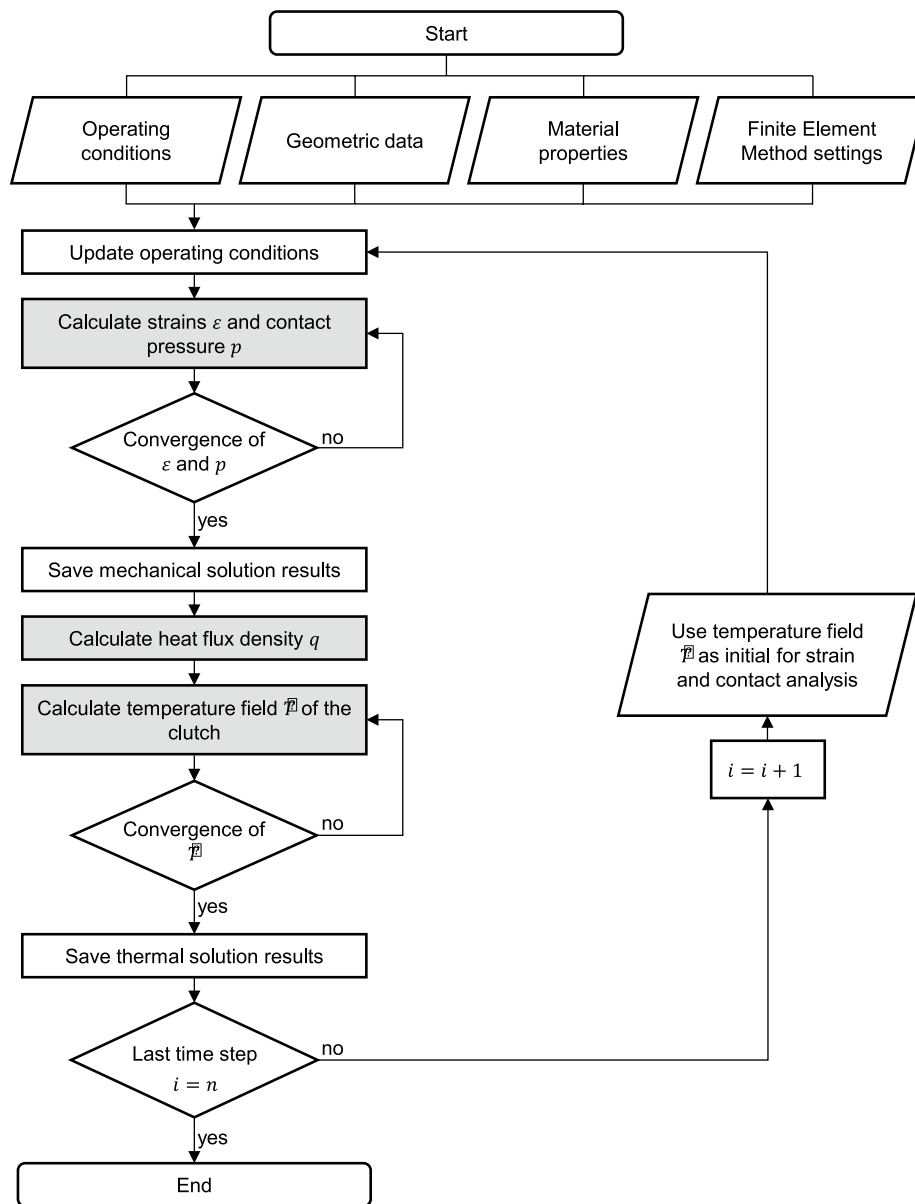 Start
Operating
conditions
Geometric data
Material
properties
Finite Element
Method settings
Update operating conditions
Calculate strains ε and contact
pressure p
Convergence of
ε and p
no
yes
Save mechanical solution results
Calculate heat flux density q
Calculate temperature field T of the
clutch
Convergence of
T
no
yes
Save thermal solution results
Last time step
i = n
no
yes
End
Use temperature field
T as initial for strain
and contact analysis
i = i + 1